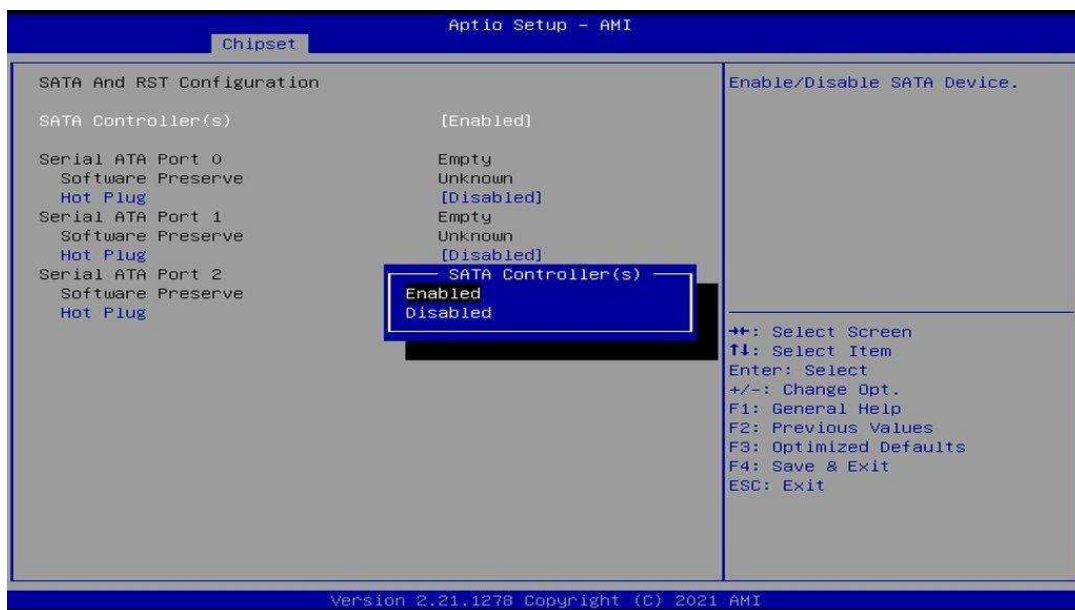 Aptio Setup – AMI
Chipset
SATA And RST Configuration
Enable/Disable SATA Device.
SATA Controller(s) [Enabled]
Serial ATA Port 0 Empty
Software Preserve Unknown
Hot Plug [Disabled]
Serial ATA Port 1 Empty
Software Preserve Unknown
Hot Plug [Disabled]
Serial ATA Port 2
Software Preserve
Hot Plug
SATA Controller(s)
Enabled
Disabled
→←: Select Screen
↑↓: Select Item
Enter: Select
+/-: Change Opt.
F1: General Help
F2: Previous Values
F3: Optimized Defaults
F4: Save & Exit
ESC: Exit
Version 2.21.1278 Copyright (C) 2021 AMI